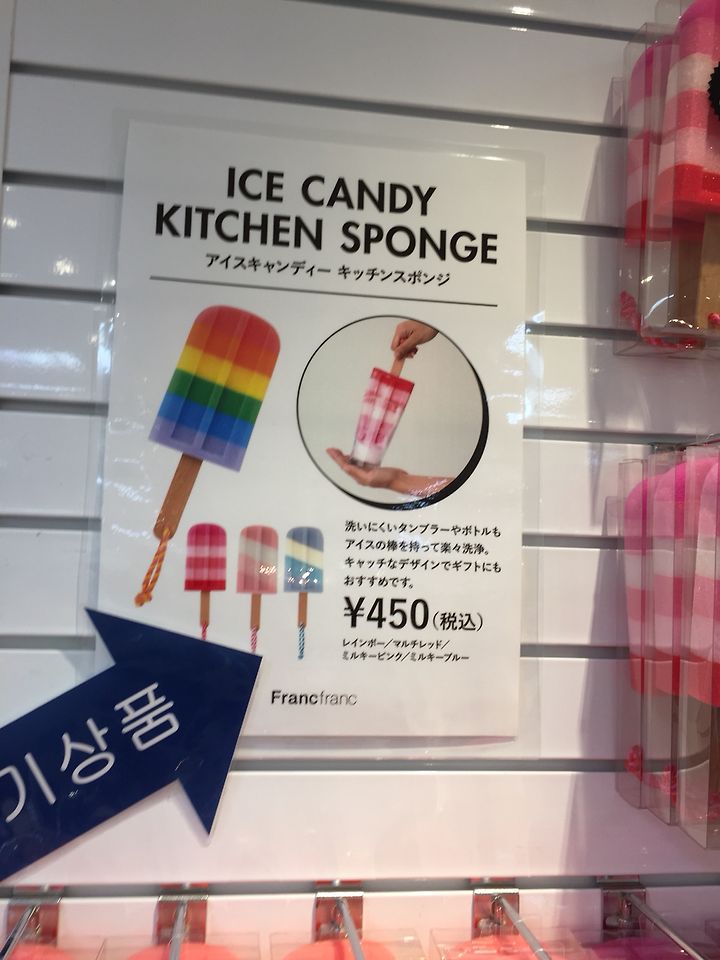 ICE CANDY
KITCHEN SPONGE
アイスキャンディー キッチンスポンジ
洗いにくいタンブラーやボトルも
アイスの棒を持って楽々洗浄。
キャッチなデザインでギフトにも
おすすめです。
¥450(税込)
レインボー/マルチレッド/
ミルキーピンク/ミルキーブルー
Francfranc
기상품